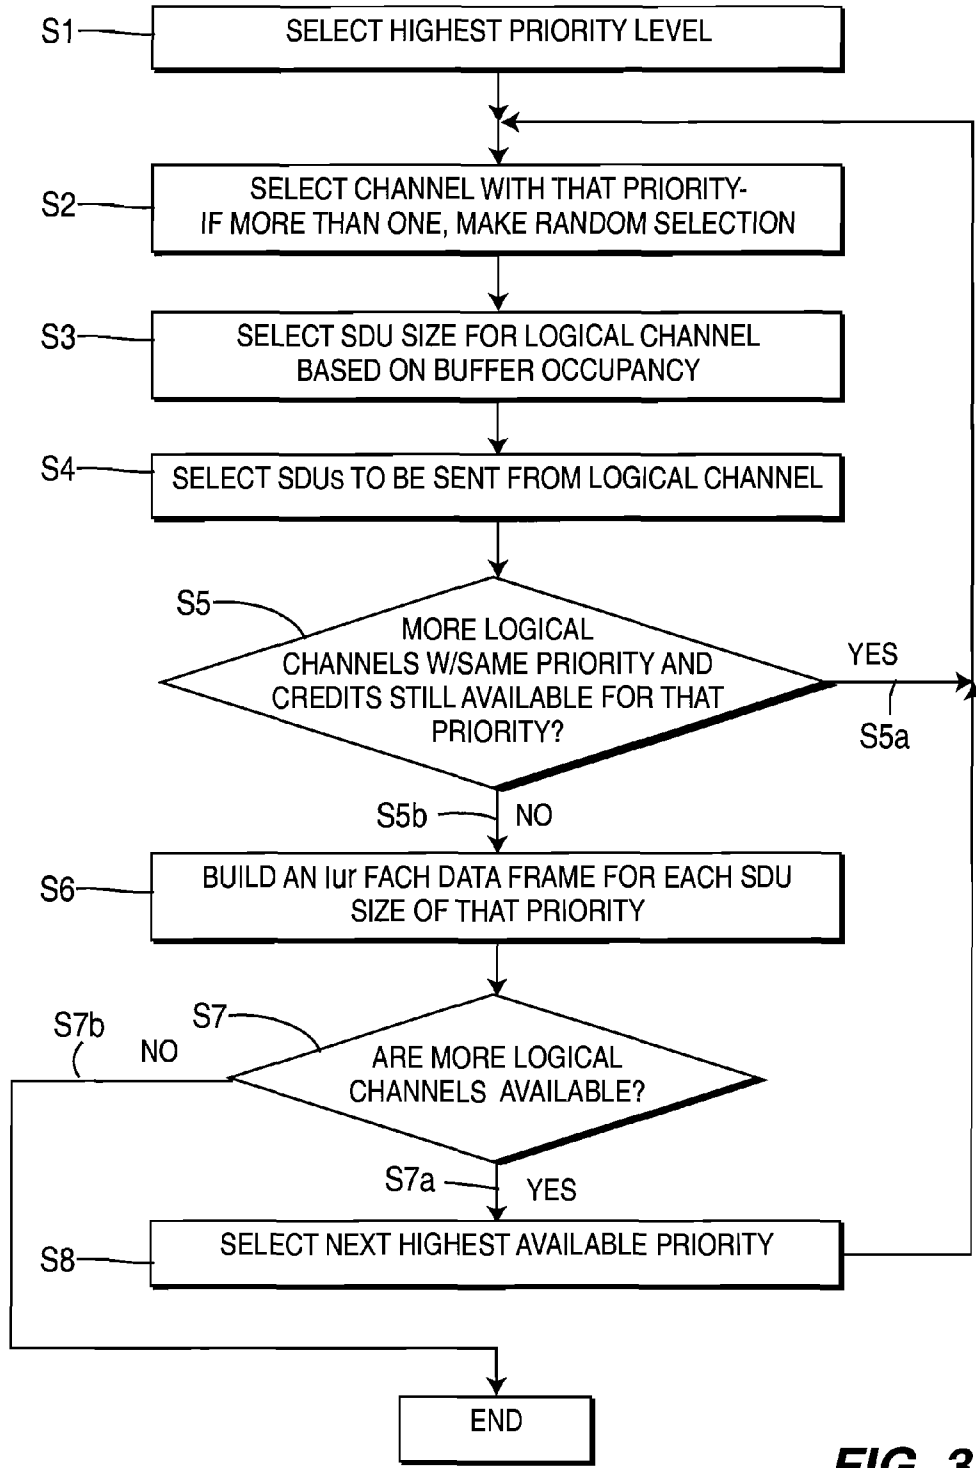 S1
SELECT HIGHEST PRIORITY LEVEL
S2
SELECT CHANNEL WITH THAT PRIORITY-
IF MORE THAN ONE, MAKE RANDOM SELECTION
S3
SELECT SDU SIZE FOR LOGICAL CHANNEL
BASED ON BUFFER OCCUPANCY
S4
SELECT SDUs TO BE SENT FROM LOGICAL CHANNEL
S5
MORE LOGICAL
CHANNELS W/SAME PRIORITY AND
CREDITS STILL AVAILABLE FOR THAT
PRIORITY?
YES
S5a
S5b
NO
S6
BUILD AN Iur FACH DATA FRAME FOR EACH SDU
SIZE OF THAT PRIORITY
S7b
NO
S7
ARE MORE LOGICAL
CHANNELS AVAILABLE?
S7a
YES
S8
SELECT NEXT HIGHEST AVAILABLE PRIORITY
END
FIG. 3